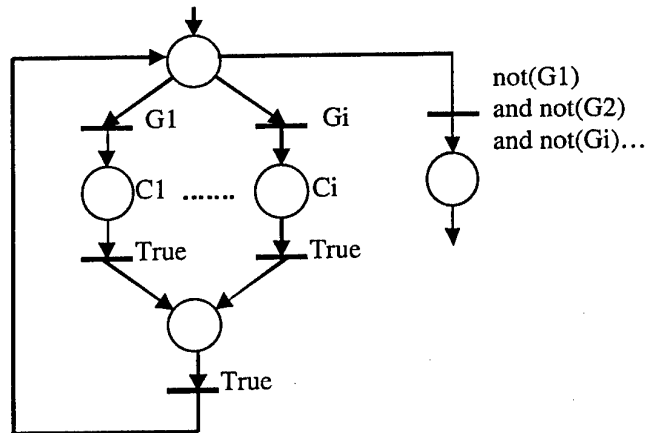 G1
Gi
not(G1)
and not(G2)
and not(Gi)...
C1
.......
Ci
True
True
True